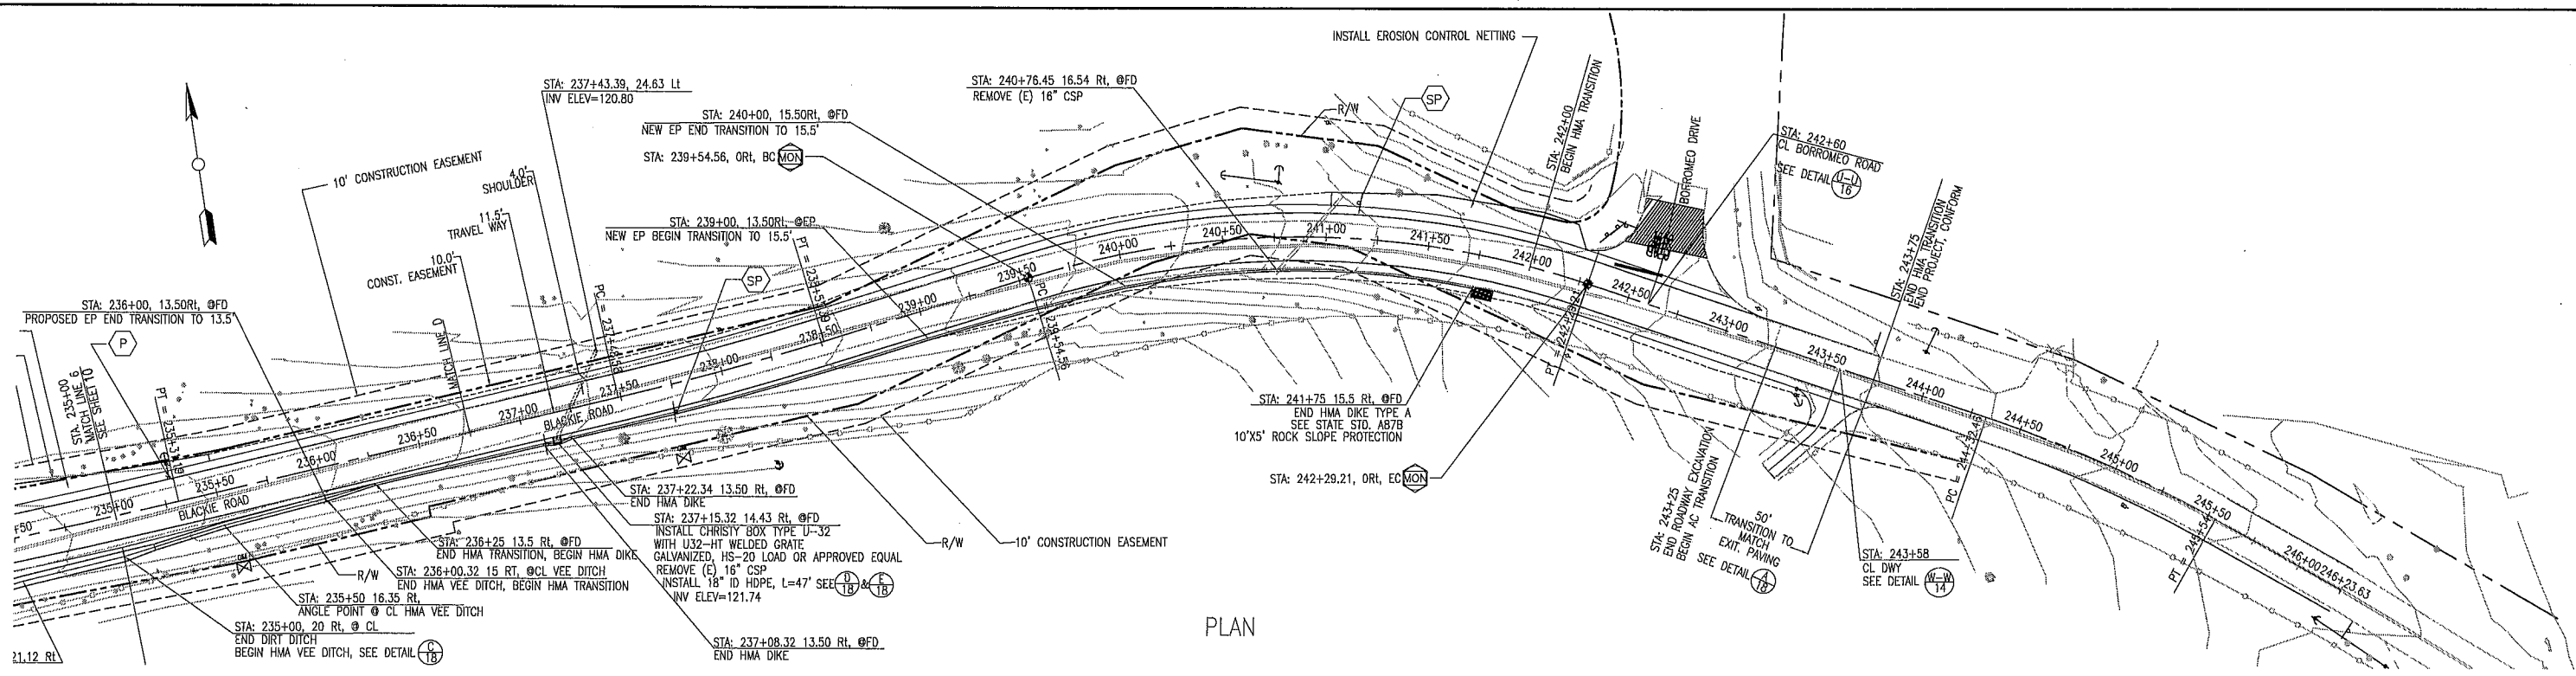 INSTALL EROSION CONTROL NETTING
STA: 237+43.39, 24.63 Lt
INV ELEV=120.80
STA: 240+76.45 16.54 Rt, @FD
REMOVE (E) 16" CSP
R/W
SP
STA: 242+00
BEGIN HMA TRANSITION
BORROMEO DRIVE
STA: 242+60
CL BORROMEO ROAD
SEE DETAIL U-U
16
STA: 240+00, 15.50Rt, @FD
NEW EP END TRANSITION TO 15.5'
STA: 239+54.56, 0Rt, BC MON
10' CONSTRUCTION EASEMENT
4.0'
SHOULDER
11.5'
TRAVEL WAY
10.0'
CONST. EASEMENT
STA: 239+00, 13.50Rt, @EP
NEW EP BEGIN TRANSITION TO 15.5'
STA: 243+75
END HMA TRANSITION
END PROJECT, CONFORM
SP
STA: 236+00, 13.50Rt, @FD
PROPOSED EP END TRANSITION TO 13.5'
P
STA. 235+00
MATCH LINE 6
SEE SHEET 10
MATCH LINE D
PC = 239+54.56
PC = 244+32.46
235+00
235+50
236+00
236+50
237+00
237+50
238+00
238+50
239+00
239+50
240+00
240+50
241+00
241+50
242+00
242+50
243+00
243+50
244+00
244+50
245+00
245+50
246+00
246+23.63
BLACKIE ROAD
BLACKIE ROAD
STA: 241+75 15.5 Rt, @FD
END HMA DIKE TYPE A
SEE STATE STD. A87B
10'X5' ROCK SLOPE PROTECTION
STA: 242+29.21, 0Rt, EC MON
STA: 243+25
END ROADWAY EXCAVATION
BEGIN AC TRANSITION
50'
TRANSITION TO
MATCH
EXIT. PAVING
SEE DETAIL A
18
STA: 243+58
CL DWY
SEE DETAIL W-W
14
STA: 237+22.34 13.50 Rt, @FD
END HMA DIKE
STA: 237+15.32 14.43 Rt, @FD
INSTALL CHRISTY BOX TYPE U-32
WITH U32-HT WELDED GRATE
GALVANIZED, HS-20 LOAD OR APPROVED EQUAL
REMOVE (E) 16" CSP
INSTALL 18" ID HDPE, L=47' SEE D & E
18 18
INV ELEV=121.74
R/W
10' CONSTRUCTION EASEMENT
STA: 236+25 13.5 Rt, @FD
END HMA TRANSITION, BEGIN HMA DIKE
R/W
STA: 236+00.32 15 RT, @CL VEE DITCH
END HMA VEE DITCH, BEGIN HMA TRANSITION
STA: 235+50 16.35 Rt,
ANGLE POINT @ CL HMA VEE DITCH
STA: 235+00, 20 Rt, @ CL
END DIRT DITCH
BEGIN HMA VEE DITCH, SEE DETAIL C
18
STA: 237+08.32 13.50 Rt, @FD
END HMA DIKE
21.12 Rt
PLAN